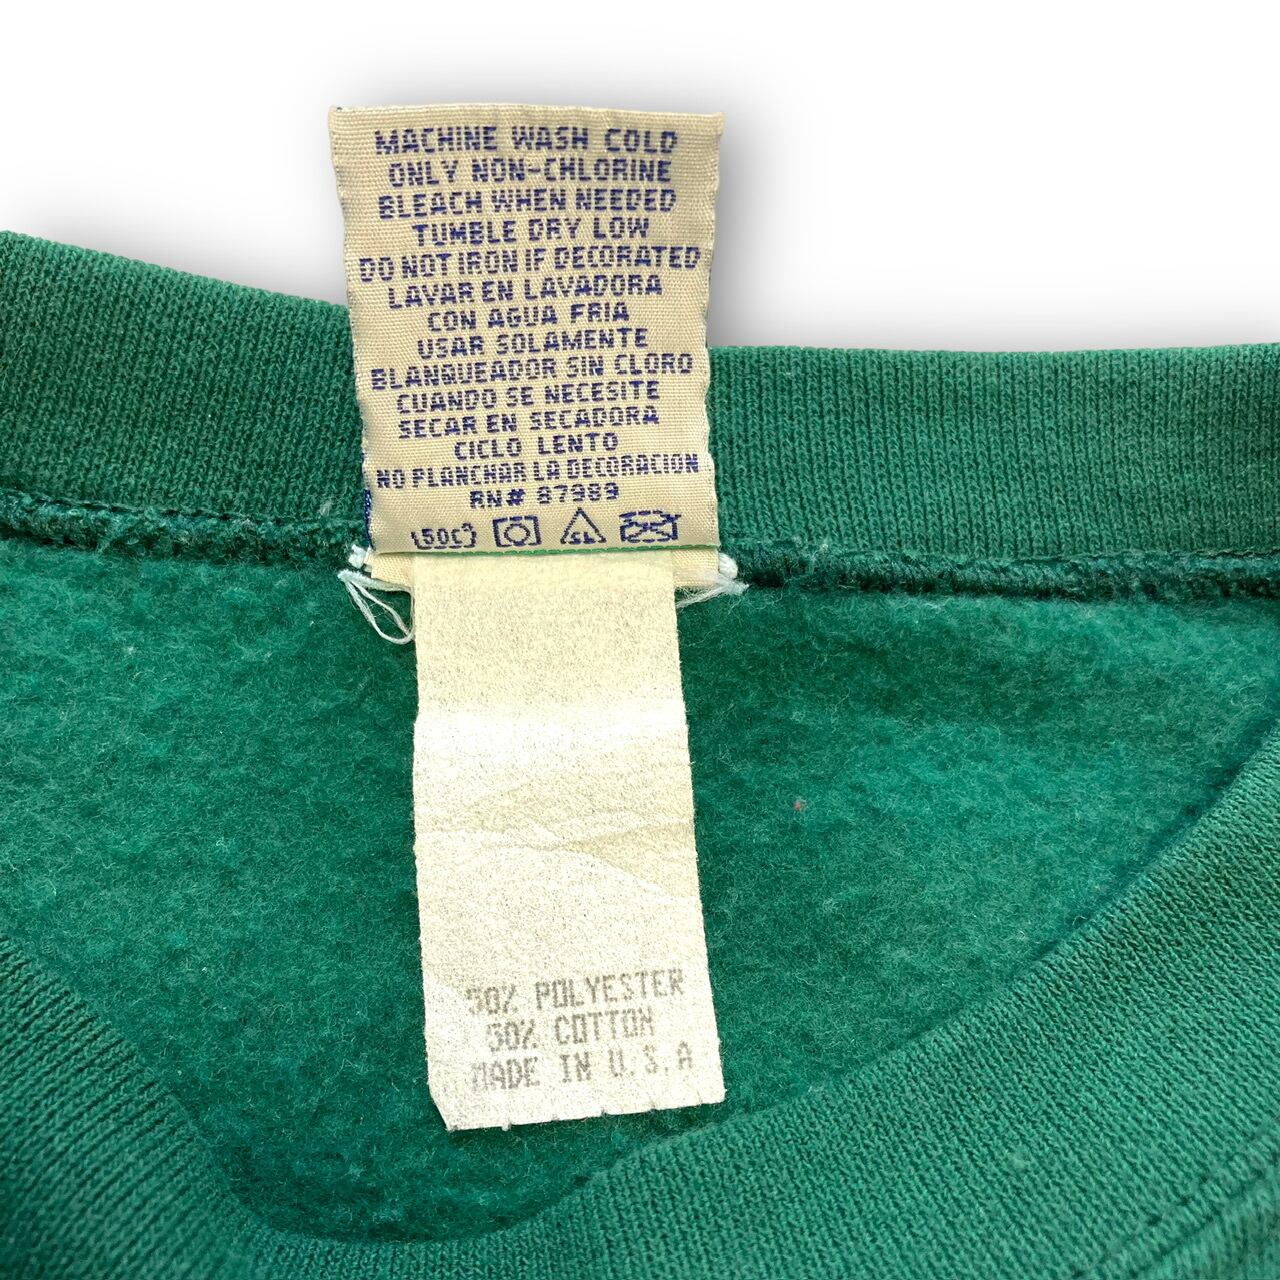 MACHINE WASH COLD
ONLY NON-CHLORINE
BLEACH WHEN NEEDED
TUMBLE DRY LOW
DO NOT IRON IF DECORATED
LAVAR EN LAVADORA
CON AGUA FRIA
USAR SOLAMENTE
BLANQUEADOR SIN CLORO
CUANDO SE NECESITE
SECAR EN SECADORA
CICLO LENTO
NO PLANCHAR LA DECORACION
RN# 87989
50% POLYESTER
50% COTTON
MADE IN U.S.A